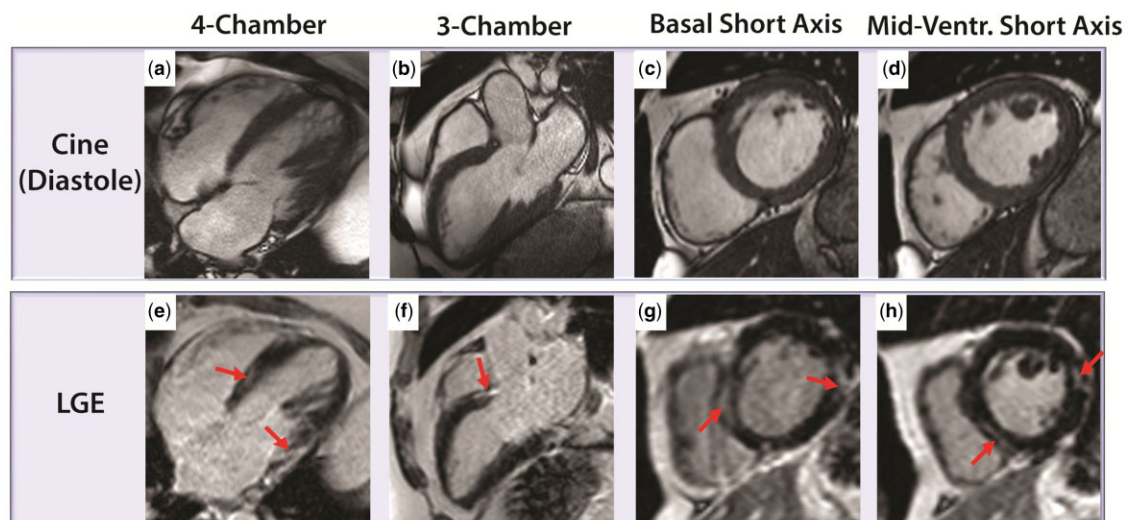 4-Chamber 3-Chamber Basal Short Axis Mid-Ventr. Short Axis
Cine
(Diastole)
(a) (b) (c) (d)
LGE
(e) (f) (g) (h)